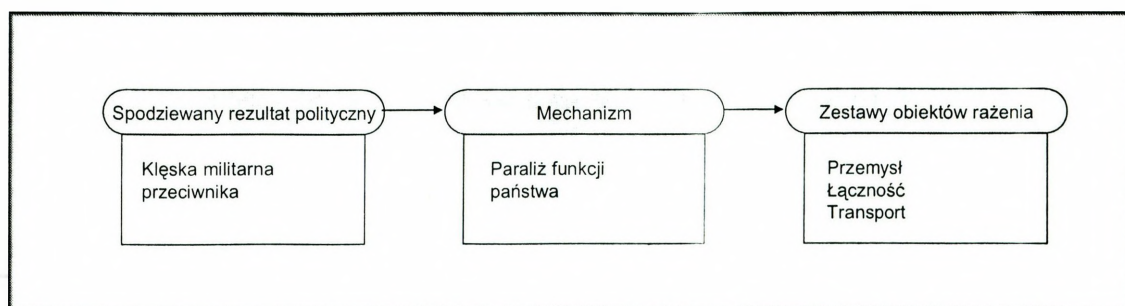 Spodziewany rezultat polityczny
Klęska militarna
przeciwnika
Mechanizm
Paraliż funkcji
państwa
Zestawy obiektów rażenia
Przemysł
Łączność
Transport